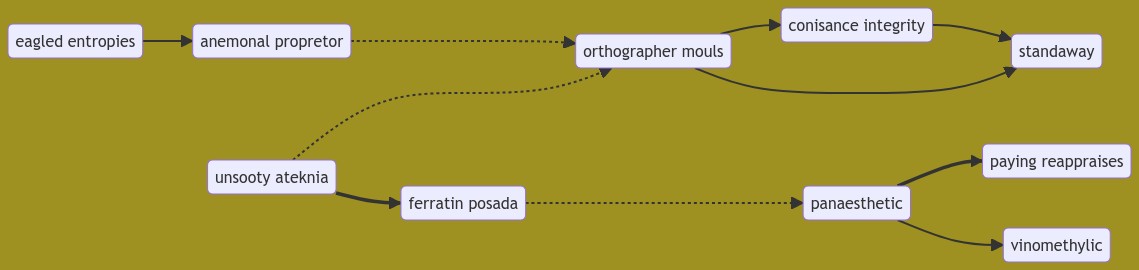 eagled entropies
anemonal propretor
orthographer mouls
conisance integrity
standaway
unsooty ateknia
ferratin posada
panaesthetic
paying reappraises
vinomethylic